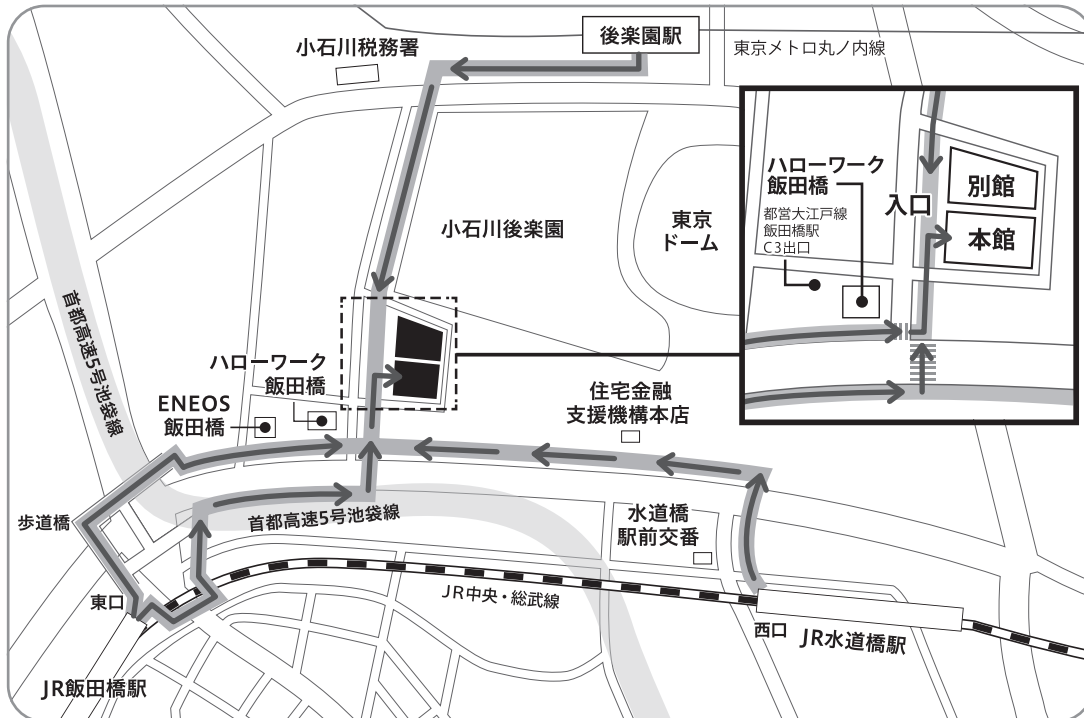 小石川税務署
後楽園駅
東京メトロ丸ノ内線
小石川後楽園
東京
ドーム
ハローワーク
飯田橋
都営大江戸線
飯田橋駅
C3出口
入口
別館
本館
首都高速5号池袋線
ハローワーク
飯田橋
ENEOS
飯田橋
住宅金融
支援機構本店
歩道橋
首都高速5号池袋線
水道橋
駅前交番
東口
JR中央・総武線
西口
JR水道橋駅
JR飯田橋駅